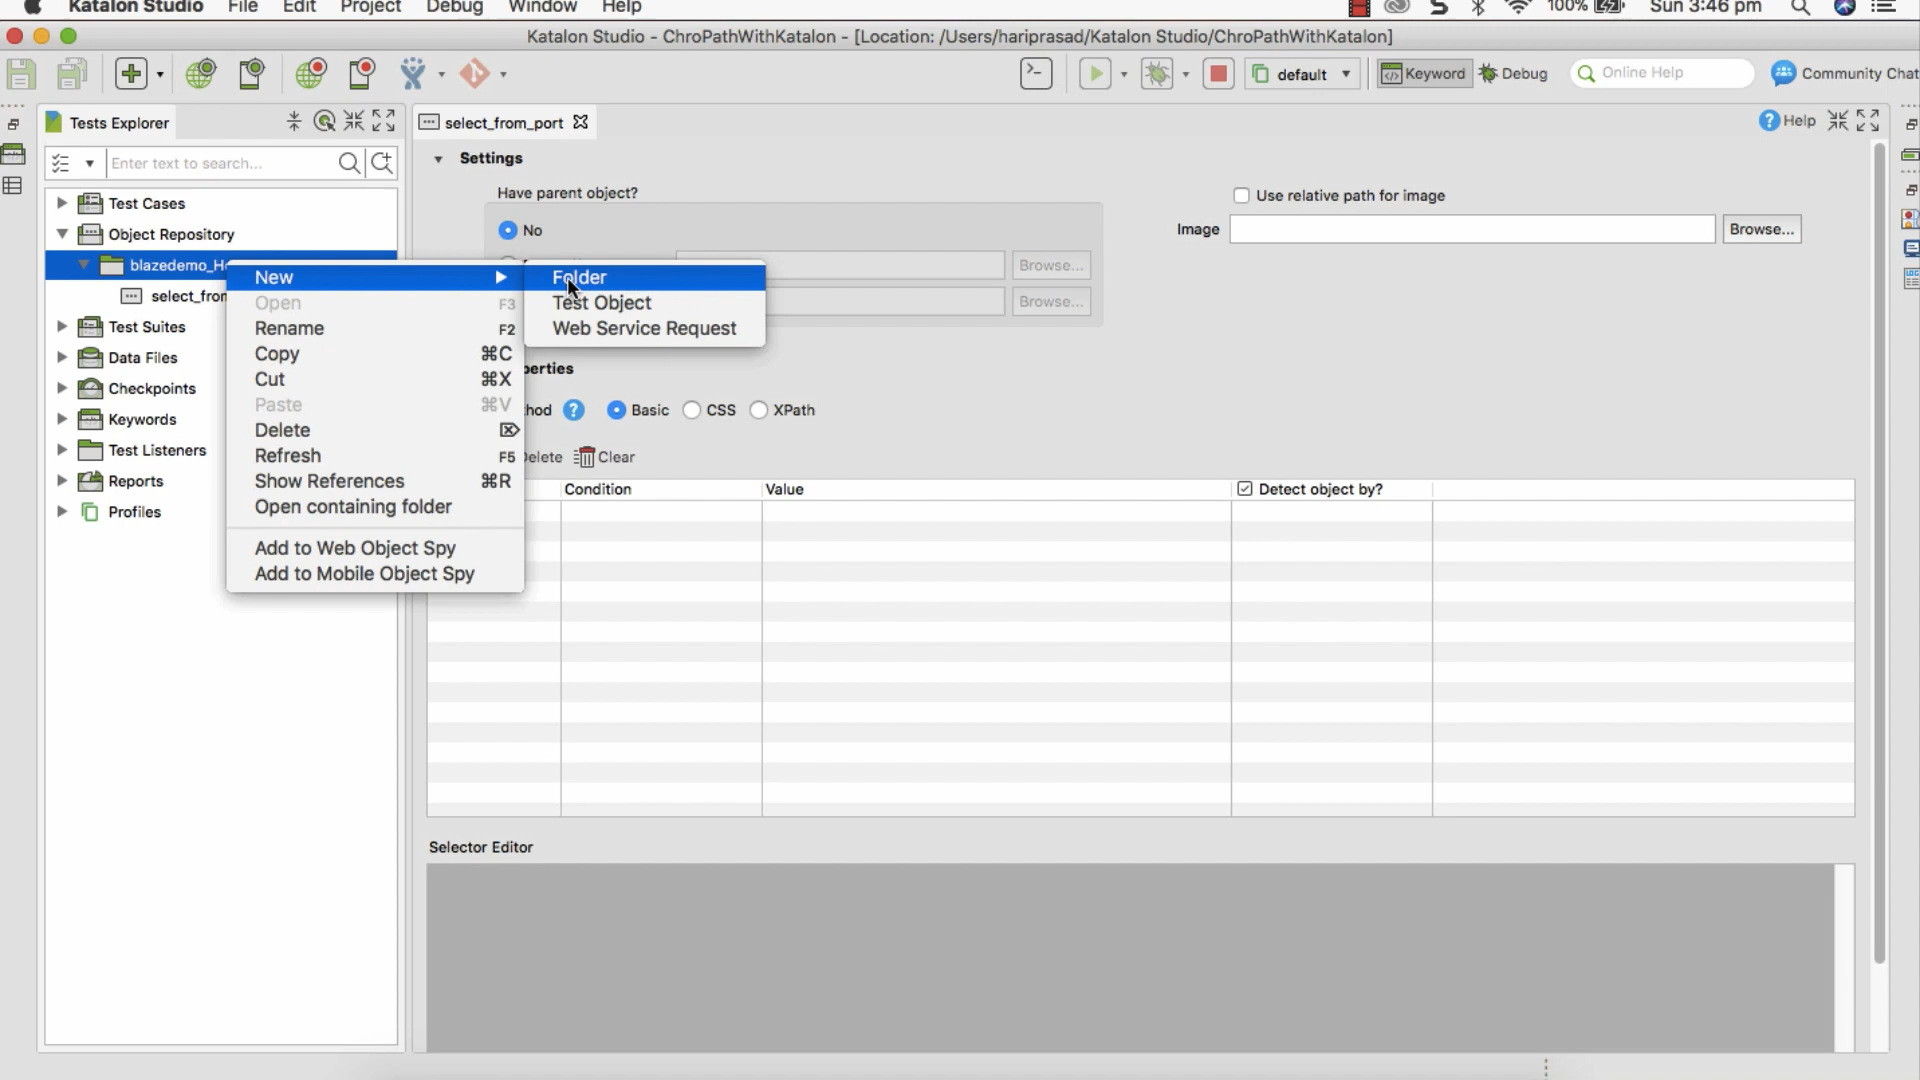 Katalon Studio File Edit Project Debug Window Help 100% Sun 3:46 pm
Katalon Studio - ChroPathWithKatalon - [Location: /Users/hariprasad/Katalon Studio/ChroPathWithKatalon]
default Keyword Debug Online Help Community Chat
Tests Explorer
select_from_port
Help
Enter text to search...
Settings
Have parent object?
Use relative path for image
No
Image
Browse...
Test Cases
Object Repository
Browse...
Browse...
Test Suites
Data Files
Checkpoints
Keywords
Test Listeners
Reports
Profiles
New
Open F3
Rename F2
Copy ⌘C
Cut ⌘X
Paste ⌘V
Delete ⌦
Refresh F5
Show References ⌘R
Open containing folder
Add to Web Object Spy
Add to Mobile Object Spy
Folder
Test Object
Web Service Request
Basic CSS XPath
Clear
Condition Value Detect object by?
Selector Editor